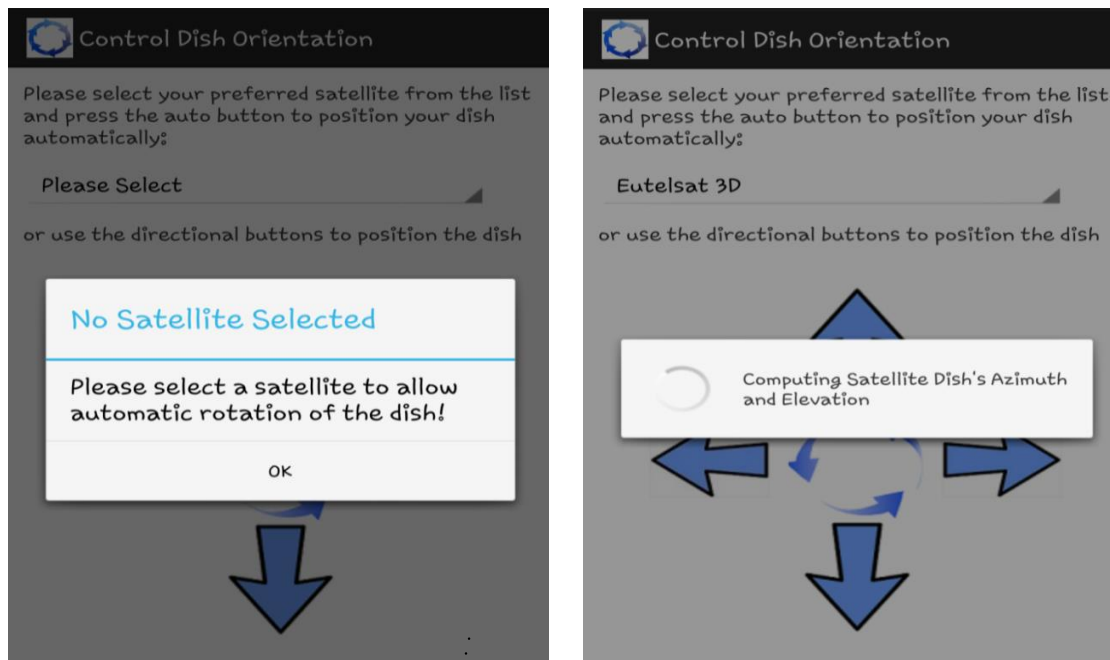 Control Dish Orientation
Please select your preferred satellite from the list
and press the auto button to position your dish
automatically:
Please Select
or use the directional buttons to position the dish
No Satellite Selected
Please select a satellite to allow
automatic rotation of the dish!
OK
Control Dish Orientation
Please select your preferred satellite from the list
and press the auto button to position your dish
automatically:
Eutelsat 3D
or use the directional buttons to position the dish
Computing Satellite Dish's Azimuth
and Elevation